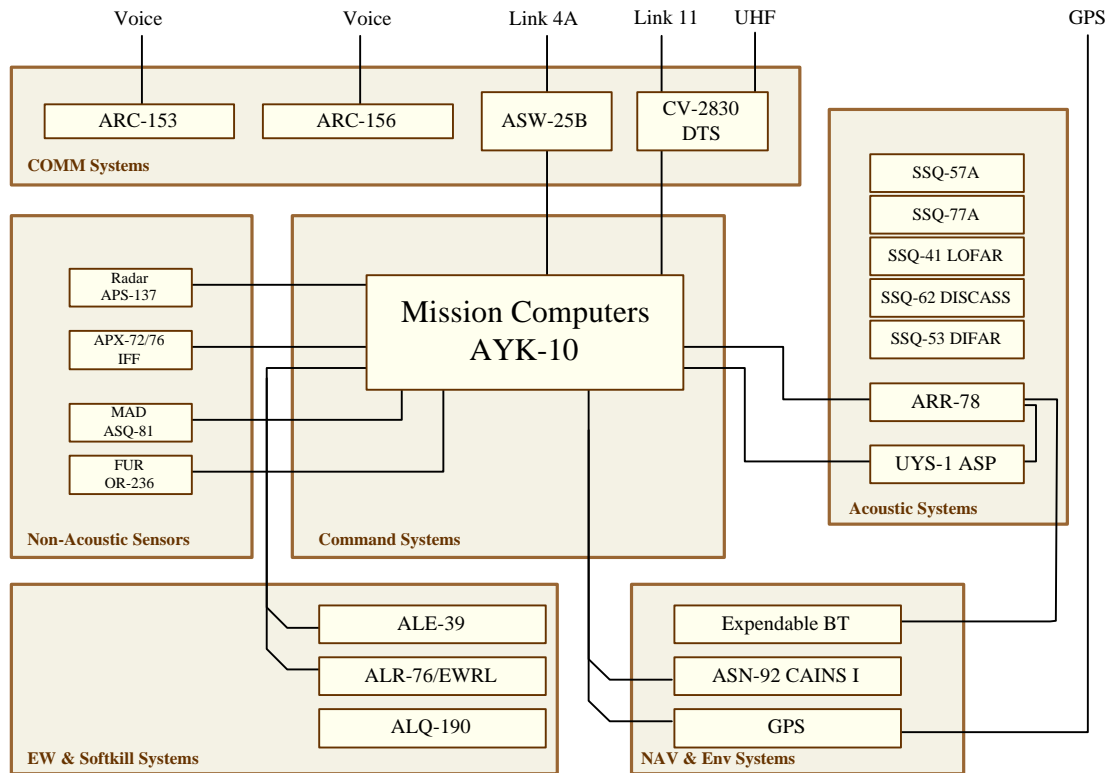 Voice
Voice
Link 4A
Link 11
UHF
GPS
ARC-153
ARC-156
ASW-25B
CV-2830
DTS
COMM Systems
SSQ-57A
SSQ-77A
SSQ-41 LOFAR
SSQ-62 DISCASS
SSQ-53 DIFAR
ARR-78
UYS-1 ASP
Acoustic Systems
Radar
APS-137
APX-72/76
IFF
MAD
ASQ-81
FUR
OR-236
Non-Acoustic Sensors
Mission Computers
AYK-10
Command Systems
ALE-39
ALR-76/EWRL
ALQ-190
EW & Softkill Systems
Expendable BT
ASN-92 CAINS I
GPS
NAV & Env Systems